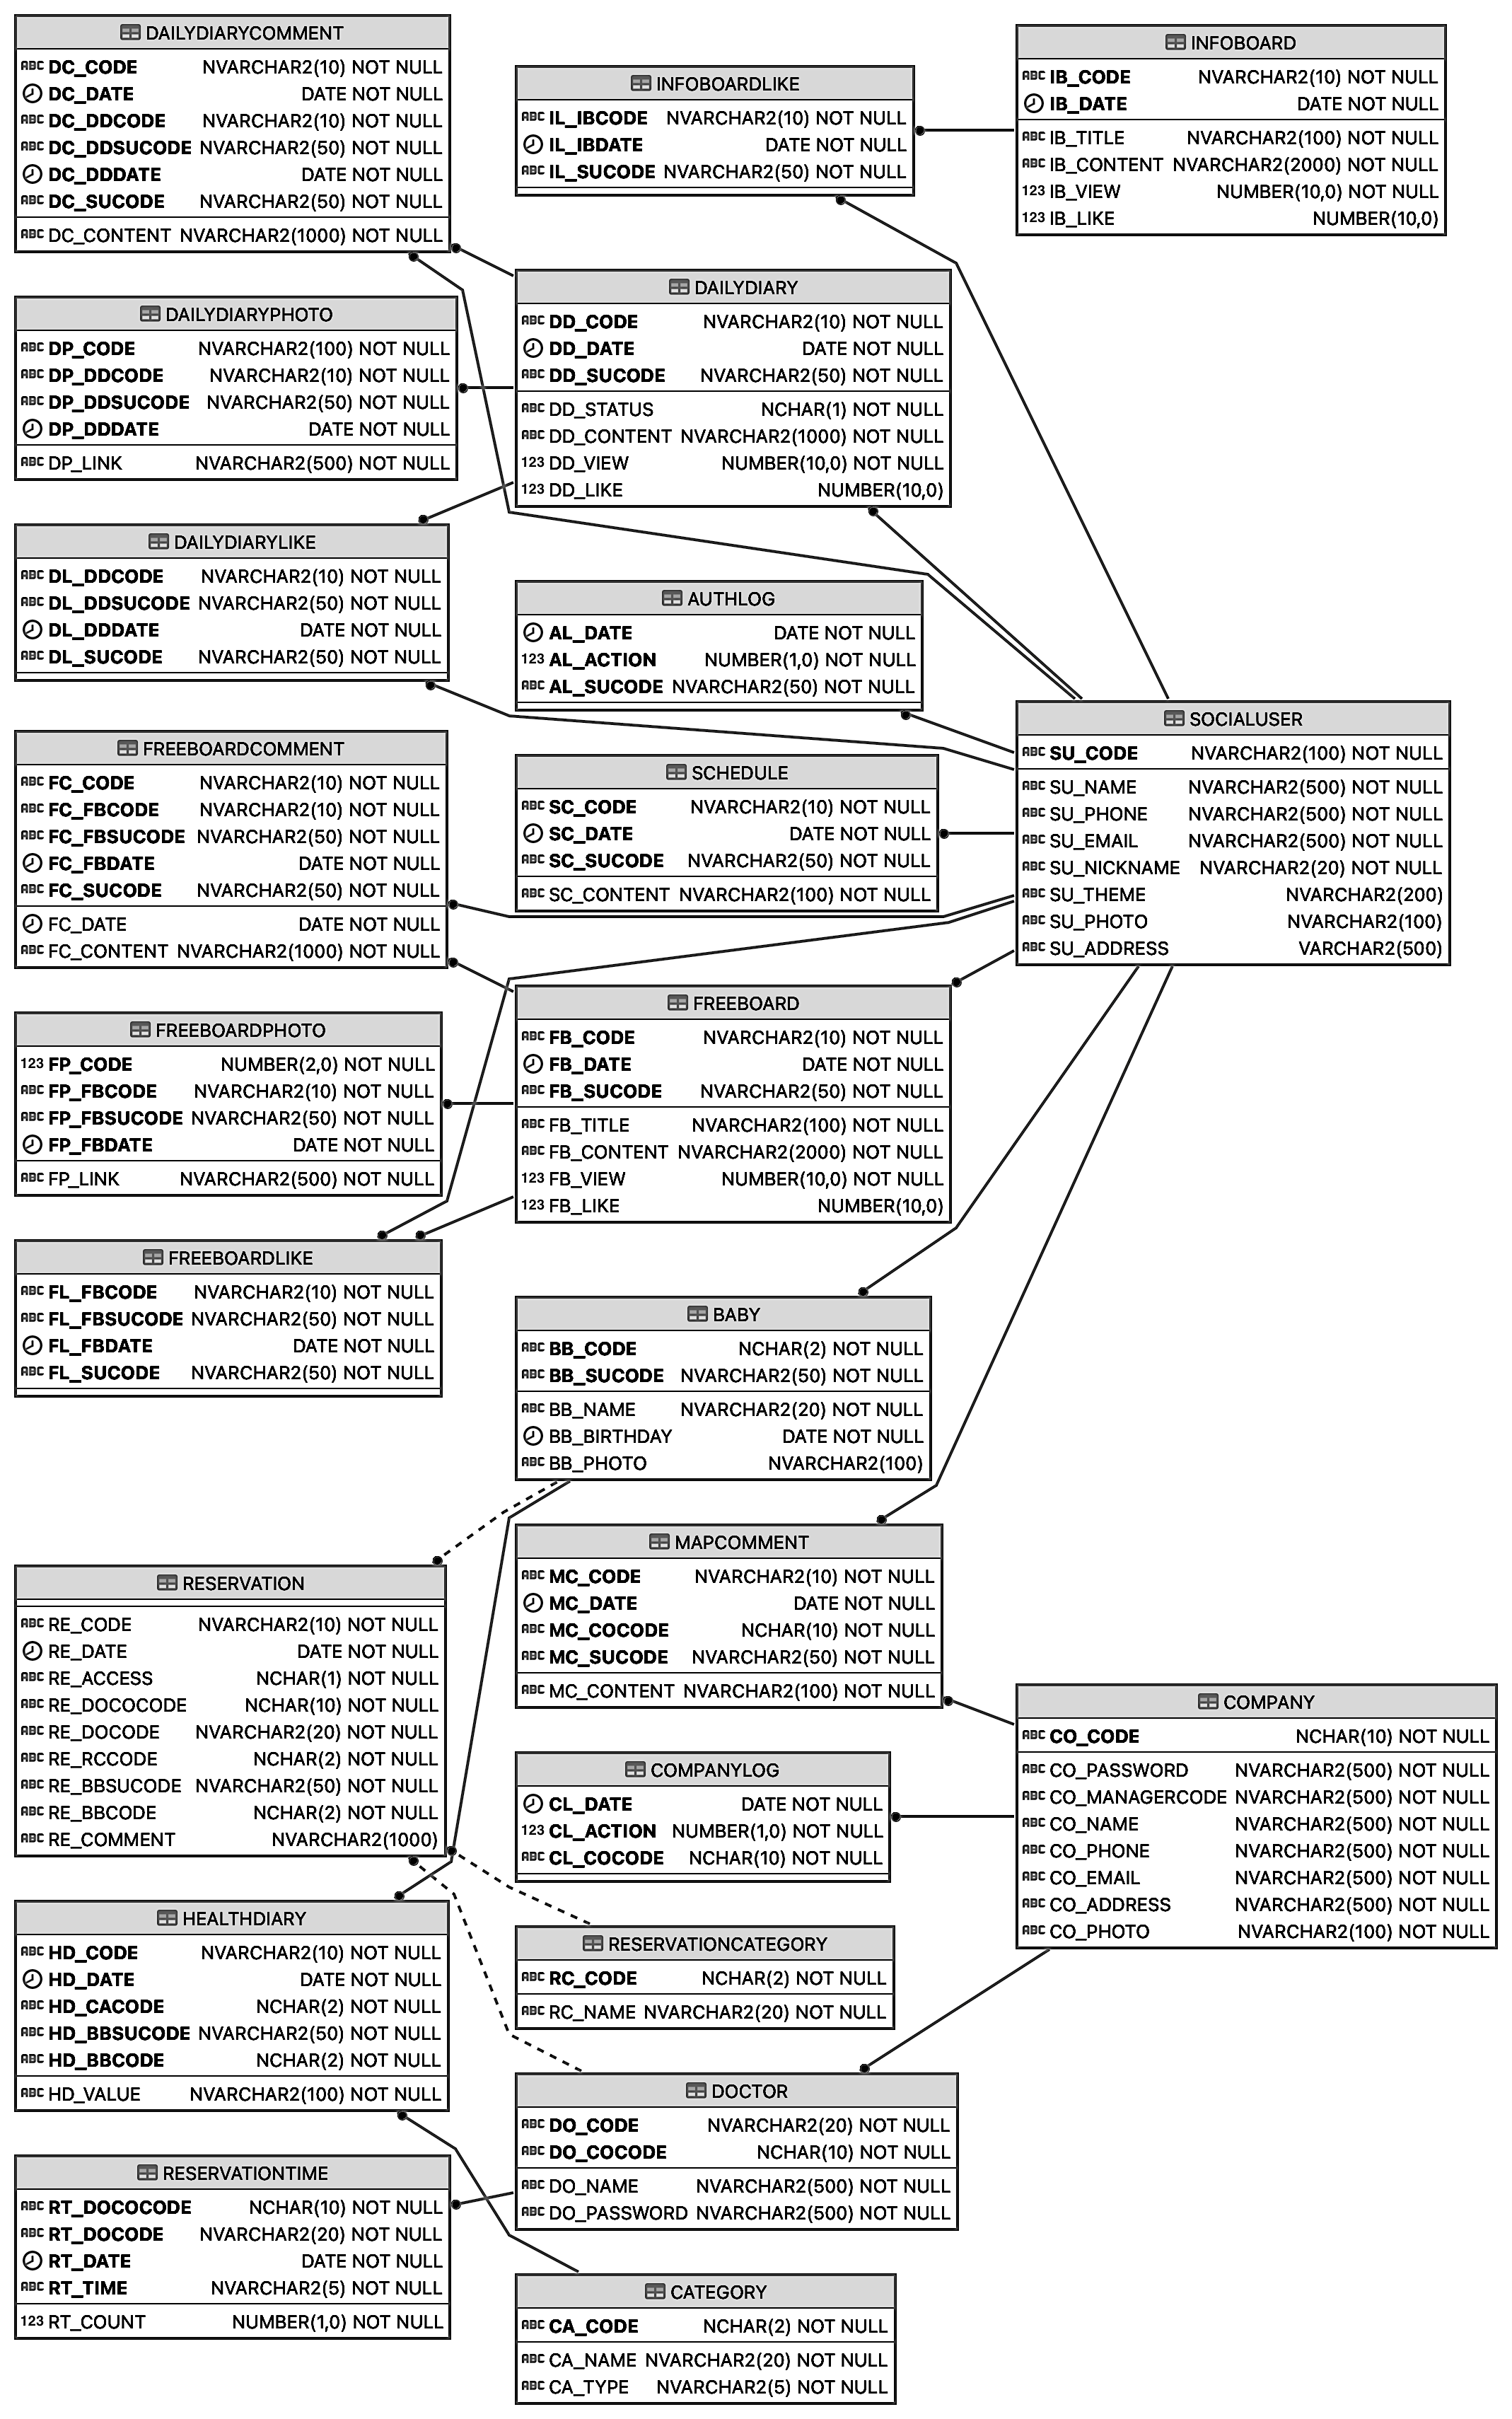 DAILYDIARYCOMMENT
DC_CODE NVARCHAR2(10) NOT NULL
DC_DATE DATE NOT NULL
DC_DDCODE NVARCHAR2(10) NOT NULL
DC_DDSUCODE NVARCHAR2(50) NOT NULL
DC_DDDATE DATE NOT NULL
DC_SUCODE NVARCHAR2(50) NOT NULL
DC_CONTENT NVARCHAR2(1000) NOT NULL
INFOBOARDLIKE
IL_IBCODE NVARCHAR2(10) NOT NULL
IL_IBDATE DATE NOT NULL
IL_SUCODE NVARCHAR2(50) NOT NULL
INFOBOARD
IB_CODE NVARCHAR2(10) NOT NULL
IB_DATE DATE NOT NULL
IB_TITLE NVARCHAR2(100) NOT NULL
IB_CONTENT NVARCHAR2(2000) NOT NULL
123 IB_VIEW NUMBER(10,0) NOT NULL
123 IB_LIKE NUMBER(10,0)
DAILYDIARYPHOTO
DP_CODE NVARCHAR2(100) NOT NULL
DP_DDCODE NVARCHAR2(10) NOT NULL
DP_DDSUCODE NVARCHAR2(50) NOT NULL
DP_DDDATE DATE NOT NULL
DP_LINK NVARCHAR2(500) NOT NULL
DAILYDIARY
DD_CODE NVARCHAR2(10) NOT NULL
DD_DATE DATE NOT NULL
DD_SUCODE NVARCHAR2(50) NOT NULL
DD_STATUS NCHAR(1) NOT NULL
DD_CONTENT NVARCHAR2(1000) NOT NULL
123 DD_VIEW NUMBER(10,0) NOT NULL
123 DD_LIKE NUMBER(10,0)
DAILYDIARYLIKE
DL_DDCODE NVARCHAR2(10) NOT NULL
DL_DDSUCODE NVARCHAR2(50) NOT NULL
DL_DDDATE DATE NOT NULL
DL_SUCODE NVARCHAR2(50) NOT NULL
AUTHLOG
AL_DATE DATE NOT NULL
123 AL_ACTION NUMBER(1,0) NOT NULL
AL_SUCODE NVARCHAR2(50) NOT NULL
SOCIALUSER
SU_CODE NVARCHAR2(100) NOT NULL
SU_NAME NVARCHAR2(500) NOT NULL
SU_PHONE NVARCHAR2(500) NOT NULL
SU_EMAIL NVARCHAR2(500) NOT NULL
SU_NICKNAME NVARCHAR2(20) NOT NULL
SU_THEME NVARCHAR2(200)
SU_PHOTO NVARCHAR2(100)
SU_ADDRESS VARCHAR2(500)
FREEBOARDCOMMENT
FC_CODE NVARCHAR2(10) NOT NULL
FC_FBCODE NVARCHAR2(10) NOT NULL
FC_FBSUCODE NVARCHAR2(50) NOT NULL
FC_FBDATE DATE NOT NULL
FC_SUCODE NVARCHAR2(50) NOT NULL
FC_DATE DATE NOT NULL
FC_CONTENT NVARCHAR2(1000) NOT NULL
SCHEDULE
SC_CODE NVARCHAR2(10) NOT NULL
SC_DATE DATE NOT NULL
SC_SUCODE NVARCHAR2(50) NOT NULL
SC_CONTENT NVARCHAR2(100) NOT NULL
FREEBOARDPHOTO
123 FP_CODE NUMBER(2,0) NOT NULL
FP_FBCODE NVARCHAR2(10) NOT NULL
FP_FBSUCODE NVARCHAR2(50) NOT NULL
FP_FBDATE DATE NOT NULL
FP_LINK NVARCHAR2(500) NOT NULL
FREEBOARD
FB_CODE NVARCHAR2(10) NOT NULL
FB_DATE DATE NOT NULL
FB_SUCODE NVARCHAR2(50) NOT NULL
FB_TITLE NVARCHAR2(100) NOT NULL
FB_CONTENT NVARCHAR2(2000) NOT NULL
123 FB_VIEW NUMBER(10,0) NOT NULL
123 FB_LIKE NUMBER(10,0)
FREEBOARDLIKE
FL_FBCODE NVARCHAR2(10) NOT NULL
FL_FBSUCODE NVARCHAR2(50) NOT NULL
FL_FBDATE DATE NOT NULL
FL_SUCODE NVARCHAR2(50) NOT NULL
BABY
BB_CODE NCHAR(2) NOT NULL
BB_SUCODE NVARCHAR2(50) NOT NULL
BB_NAME NVARCHAR2(20) NOT NULL
BB_BIRTHDAY DATE NOT NULL
BB_PHOTO NVARCHAR2(100)
RESERVATION
RE_CODE NVARCHAR2(10) NOT NULL
RE_DATE DATE NOT NULL
RE_ACCESS NCHAR(1) NOT NULL
RE_DOCOCODE NCHAR(10) NOT NULL
RE_DOCODE NVARCHAR2(20) NOT NULL
RE_RCCODE NCHAR(2) NOT NULL
RE_BBSUCODE NVARCHAR2(50) NOT NULL
RE_BBCODE NCHAR(2) NOT NULL
RE_COMMENT NVARCHAR2(1000)
MAPCOMMENT
MC_CODE NVARCHAR2(10) NOT NULL
MC_DATE DATE NOT NULL
MC_COCODE NCHAR(10) NOT NULL
MC_SUCODE NVARCHAR2(50) NOT NULL
MC_CONTENT NVARCHAR2(100) NOT NULL
COMPANY
CO_CODE NCHAR(10) NOT NULL
CO_PASSWORD NVARCHAR2(500) NOT NULL
CO_MANAGERCODE NVARCHAR2(500) NOT NULL
CO_NAME NVARCHAR2(500) NOT NULL
CO_PHONE NVARCHAR2(500) NOT NULL
CO_EMAIL NVARCHAR2(500) NOT NULL
CO_ADDRESS NVARCHAR2(500) NOT NULL
CO_PHOTO NVARCHAR2(100) NOT NULL
COMPANYLOG
CL_DATE DATE NOT NULL
123 CL_ACTION NUMBER(1,0) NOT NULL
CL_COCODE NCHAR(10) NOT NULL
HEALTHDIARY
HD_CODE NVARCHAR2(10) NOT NULL
HD_DATE DATE NOT NULL
HD_CACODE NCHAR(2) NOT NULL
HD_BBSUCODE NVARCHAR2(50) NOT NULL
HD_BBCODE NCHAR(2) NOT NULL
HD_VALUE NVARCHAR2(100) NOT NULL
RESERVATIONCATEGORY
RC_CODE NCHAR(2) NOT NULL
RC_NAME NVARCHAR2(20) NOT NULL
DOCTOR
DO_CODE NVARCHAR2(20) NOT NULL
DO_COCODE NCHAR(10) NOT NULL
DO_NAME NVARCHAR2(500) NOT NULL
DO_PASSWORD NVARCHAR2(500) NOT NULL
RESERVATIONTIME
RT_DOCOCODE NCHAR(10) NOT NULL
RT_DOCODE NVARCHAR2(20) NOT NULL
RT_DATE DATE NOT NULL
RT_TIME NVARCHAR2(5) NOT NULL
123 RT_COUNT NUMBER(1,0) NOT NULL
CATEGORY
CA_CODE NCHAR(2) NOT NULL
CA_NAME NVARCHAR2(20) NOT NULL
CA_TYPE NVARCHAR2(5) NOT NULL